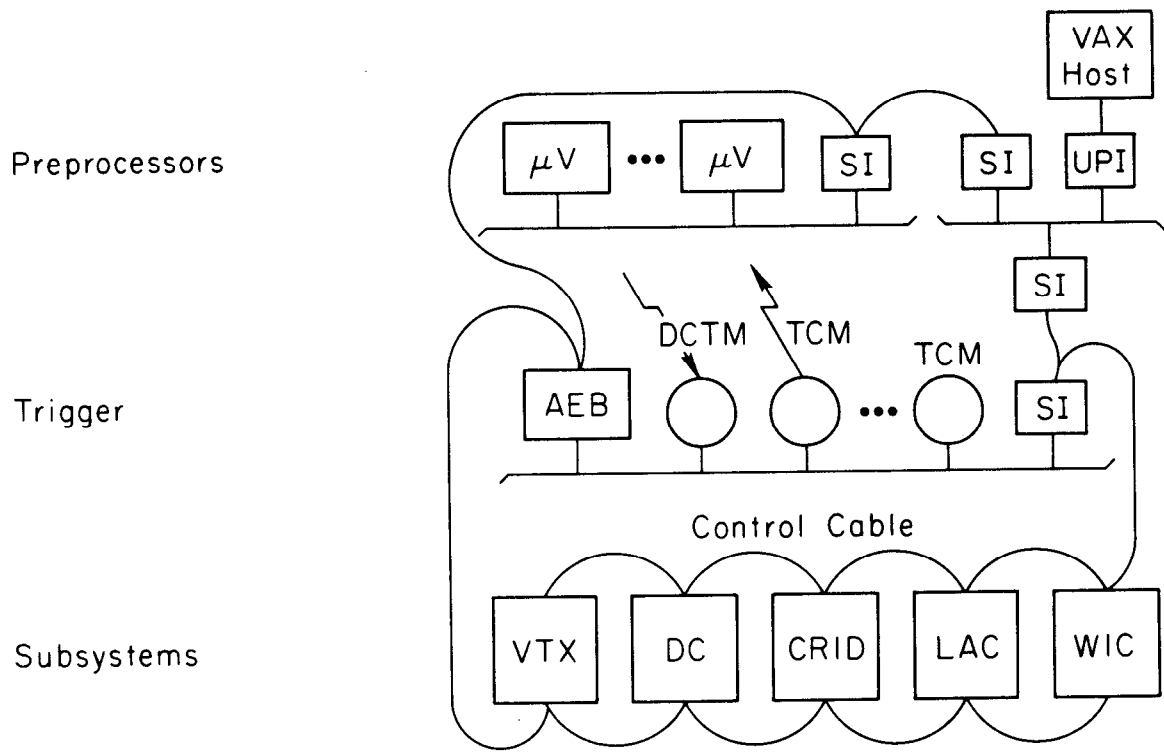 VAX
Host
Preprocessors
μV
μV
SI
SI
UPI
SI
DCTM
TCM
TCM
Trigger
AEB
SI
Control Cable
Subsystems
VTX
DC
CRID
LAC
WIC